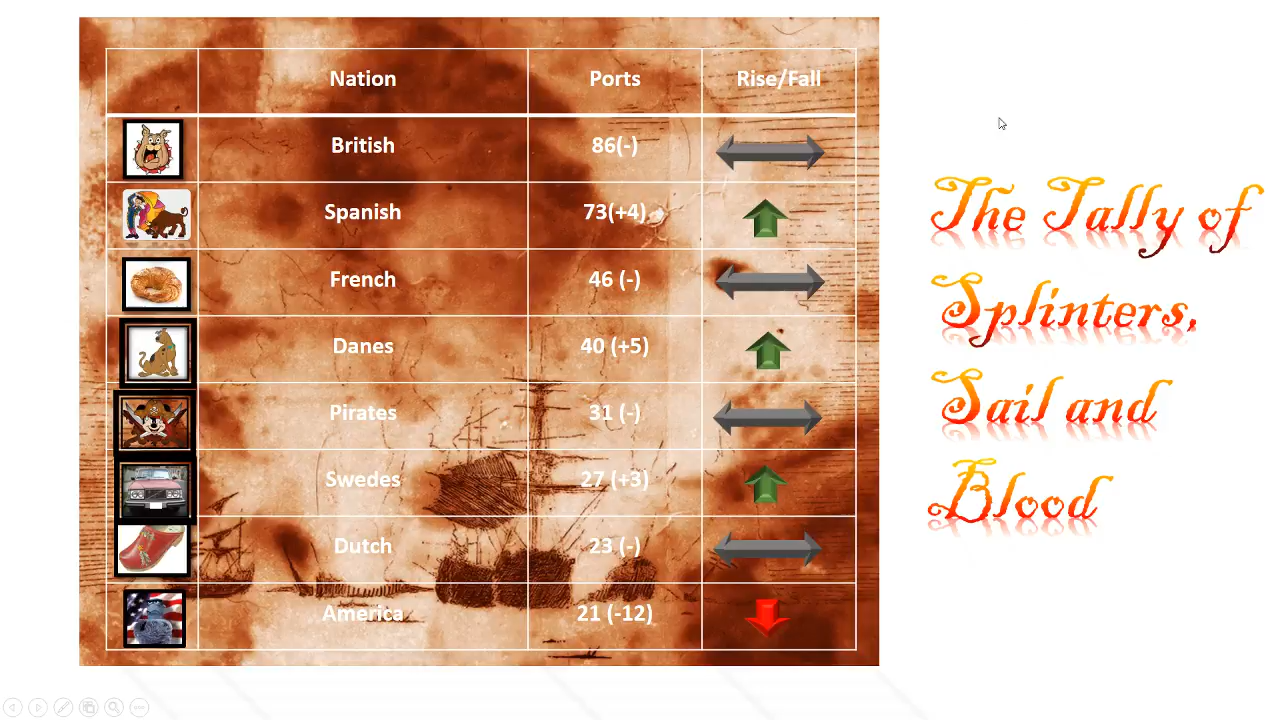 Nation Ports Rise/Fall
British 86(-)
Spanish 73(+4)
French 46 (-)
Danes 40 (+5)
Pirates 31 (-)
Swedes 27 (+3)
Dutch 23 (-)
America 21 (-12)
The Tally of
Splinters,
Sail and
Blood